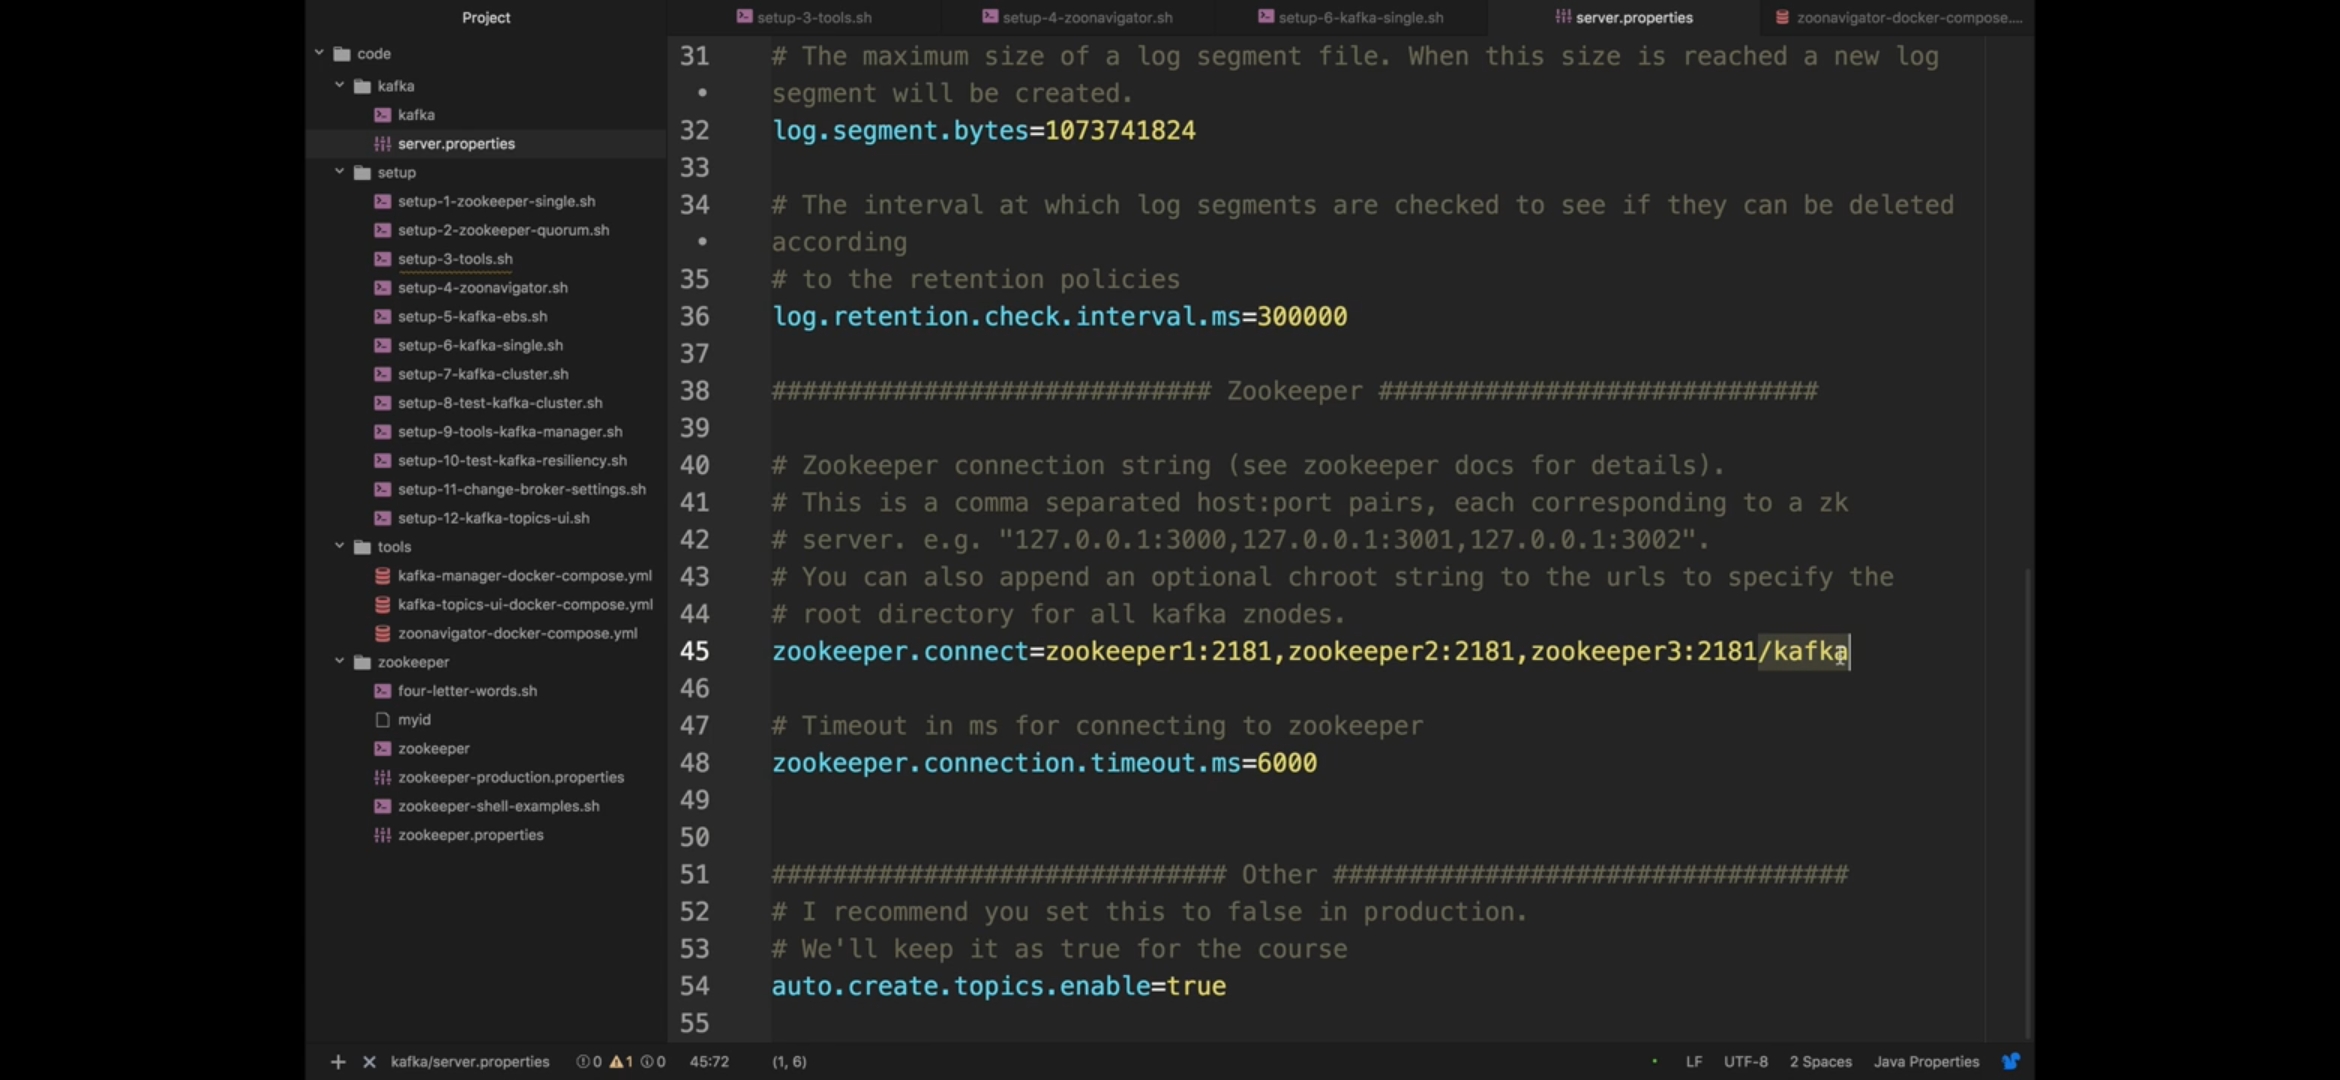 Project
code
kafka
kafka
server.properties
setup
setup-1-zookeeper-single.sh
setup-2-zookeeper-quorum.sh
setup-3-tools.sh
setup-4-zoonavigator.sh
setup-5-kafka-ebs.sh
setup-6-kafka-single.sh
setup-7-kafka-cluster.sh
setup-8-test-kafka-cluster.sh
setup-9-tools-kafka-manager.sh
setup-10-test-kafka-resiliency.sh
setup-11-change-broker-settings.sh
setup-12-kafka-topics-ui.sh
tools
kafka-manager-docker-compose.yml
kafka-topics-ui-docker-compose.yml
zoonavigator-docker-compose.yml
zookeeper
four-letter-words.sh
myid
zookeeper
zookeeper-production.properties
zookeeper-shell-examples.sh
zookeeper.properties
setup-3-tools.sh setup-4-zoonavigator.sh setup-6-kafka-single.sh server.properties zoonavigator-docker-compose....
31 # The maximum size of a log segment file. When this size is reached a new log
• segment will be created.
32 log.segment.bytes=1073741824
33
34 # The interval at which log segments are checked to see if they can be deleted
• according
35 # to the retention policies
36 log.retention.check.interval.ms=300000
37
38 ############################# Zookeeper #############################
39
40 # Zookeeper connection string (see zookeeper docs for details).
41 # This is a comma separated host:port pairs, each corresponding to a zk
42 # server. e.g. "127.0.0.1:3000,127.0.0.1:3001,127.0.0.1:3002".
43 # You can also append an optional chroot string to the urls to specify the
44 # root directory for all kafka znodes.
45 zookeeper.connect=zookeeper1:2181,zookeeper2:2181,zookeeper3:2181/kafka
46
47 # Timeout in ms for connecting to zookeeper
48 zookeeper.connection.timeout.ms=6000
49
50
51 ############################## Other ##################################
52 # I recommend you set this to false in production.
53 # We'll keep it as true for the course
54 auto.create.topics.enable=true
55
+ × kafka/server.properties 0 1 0 45:72 (1, 6) LF UTF-8 2 Spaces Java Properties